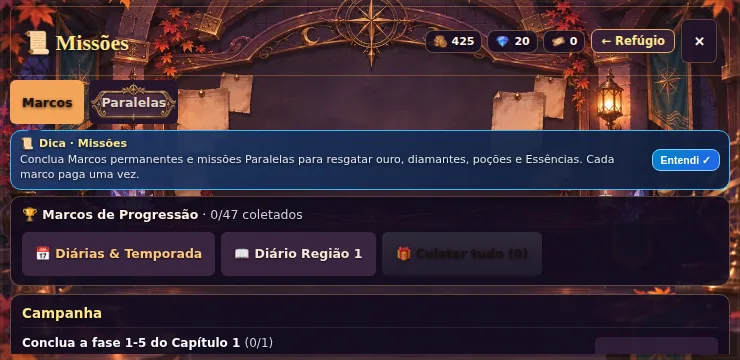 📜 Missões
425
20
0
← Refúgio
×
Marcos
Paralelas
📜 Dica · Missões
Conclua Marcos permanentes e missões Paralelas para resgatar ouro, diamantes, poções e Essências. Cada
marco paga uma vez.
Entendi ✓
🏆 Marcos de Progressão · 0/47 coletados
📅 Diárias & Temporada
📖 Diário Região 1
🎁 Coletar tudo (0)
Campanha
Conclua a fase 1-5 do Capítulo 1 (0/1)